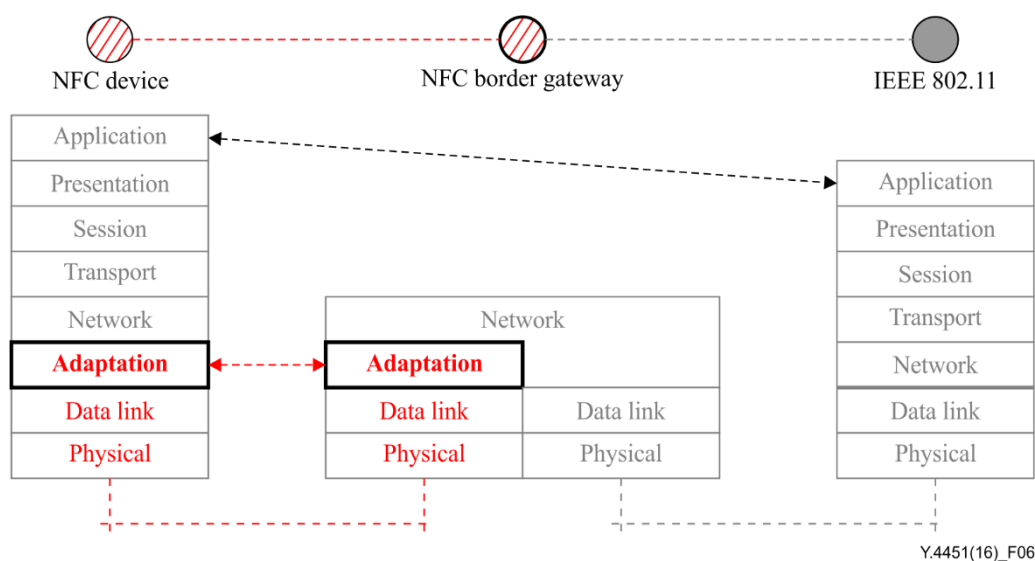 NFC device
NFC border gateway
IEEE 802.11
Application
Presentation
Session
Transport
Network
Adaptation
Data link
Physical
Network
Adaptation
Data link
Physical
Data link
Physical
Application
Presentation
Session
Transport
Network
Data link
Physical
Y.4451(16)_F06